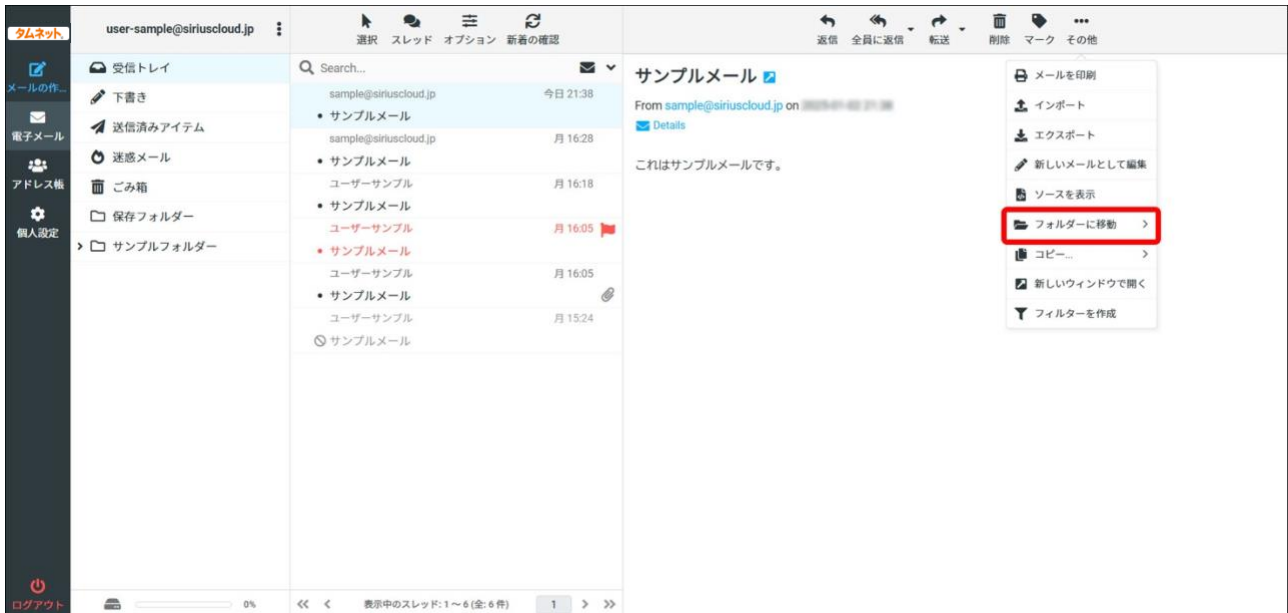 タムネット
メールの作...
電子メール
アドレス帳
個人設定
ログアウト
user-sample@siriuscloud.jp
受信トレイ
下書き
送信済みアイテム
迷惑メール
ごみ箱
保存フォルダー
サンプルフォルダー
0%
選択 スレッド オプション 新着の確認
Search...
sample@siriuscloud.jp 今日 21:38
サンプルメール
sample@siriuscloud.jp 月 16:28
サンプルメール
ユーザーサンプル 月 16:18
サンプルメール
ユーザーサンプル 月 16:05
サンプルメール
ユーザーサンプル 月 16:05
サンプルメール
ユーザーサンプル 月 15:24
サンプルメール
表示中のスレッド: 1 ~ 6 (全: 6 件) 1
返信 全員に返信 転送 削除 マーク その他
サンプルメール
From sample@siriuscloud.jp on
Details
これはサンプルメールです。
メールを印刷
インポート
エクスポート
新しいメールとして編集
ソースを表示
フォルダーに移動
コピー...
新しいウィンドウで開く
フィルターを作成